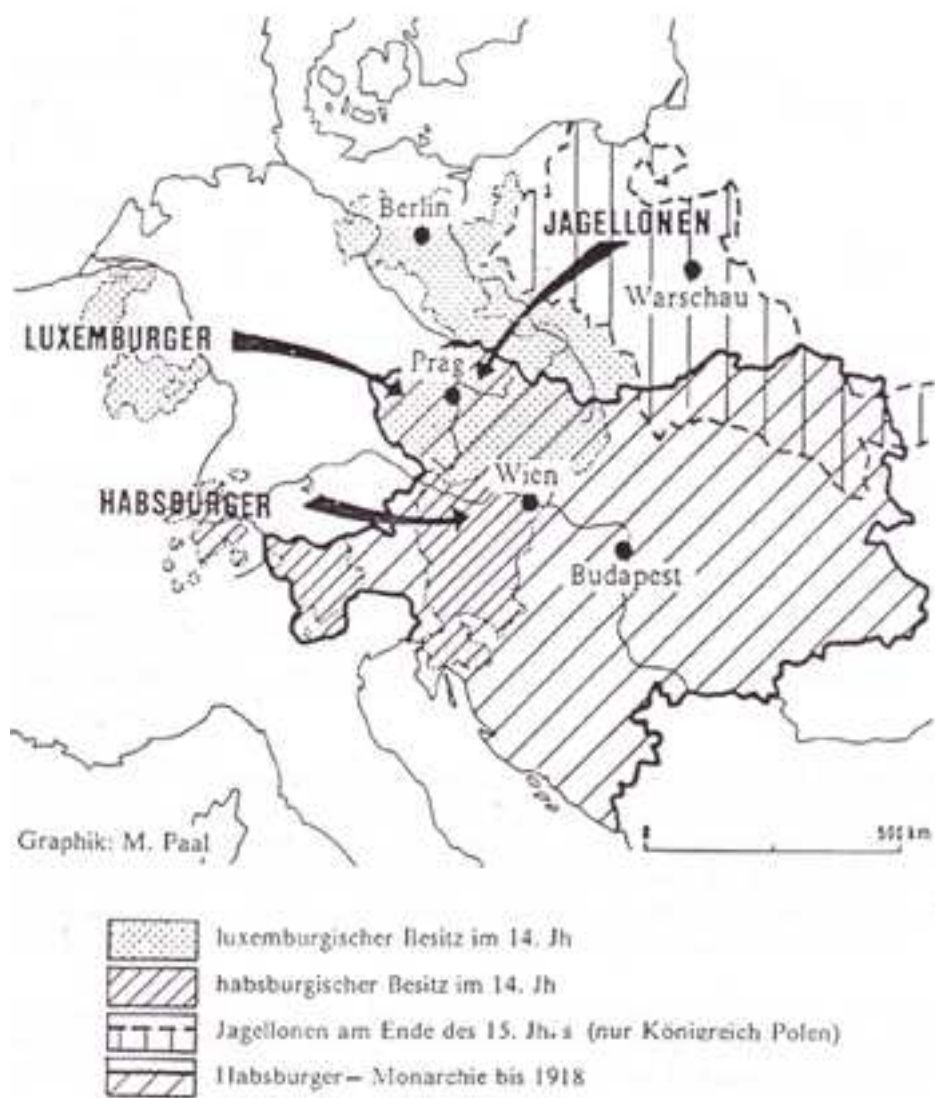 Berlin
JAGELLONEN
Warschau
LUXEMBURGER
Prag
Wien
HABSBURGER
Budapest
Graphik: M. Paal
0 500 km
luxemburgischer Besitz im 14. Jh
habsburgischer Besitz im 14. Jh
Jagellonen am Ende des 15. Jh.s (nur Königreich Polen)
Habsburger- Monarchie bis 1918